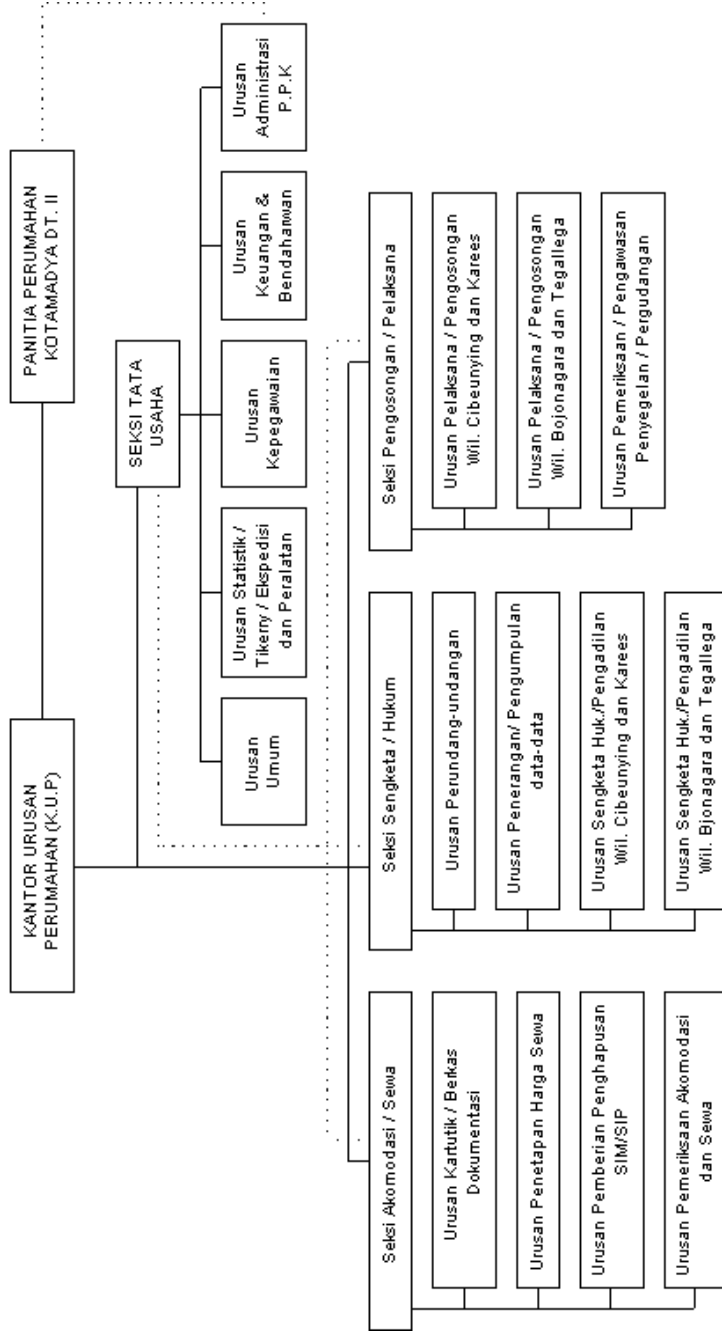 KANTOR URUSAN
PERUMAHAN (K.U.P)
PANITIA PERUMAHAN
KOTAMADYA DT. II
SEKSI TATA
USAHA
Urusan
Umum
Urusan Statistik /
Tikerny / Ekspedisi
dan Peralatan
Urusan
Kepegawaian
Urusan
Keuangan &
Bendaharwan
Urusan
Administrasi
P.P.K
Seksi Akomodasi / Sewa
Urusan Kartutik / Berkas
Dokumentasi
Urusan Penetapan Harga Sewa
Urusan Pemberian Penghapusan
SIM/SIP
Urusan Pemeriksaan Akomodasi
dan Sewa
Seksi Sengketa / Hukum
Urusan Perundang-undangan
Urusan Penerangan/ Pengumpulan
data-data
Urusan Sengketa Huk./Pengadilan
Wil. Cibeunying dan Karees
Urusan Sengketa Huk./Pengadilan
Wil. Bjonagara dan Tegallega
Seksi Pengosongan / Pelaksana
Urusan Pelaksana / Pengosongan
Wil. Cibeunying dan Karees
Urusan Pelaksana / Pengosongan
Wil. Bojonagara dan Tegallega
Urusan Pemeriksaan / Pengawasan
Penyegelan / Pergudangan